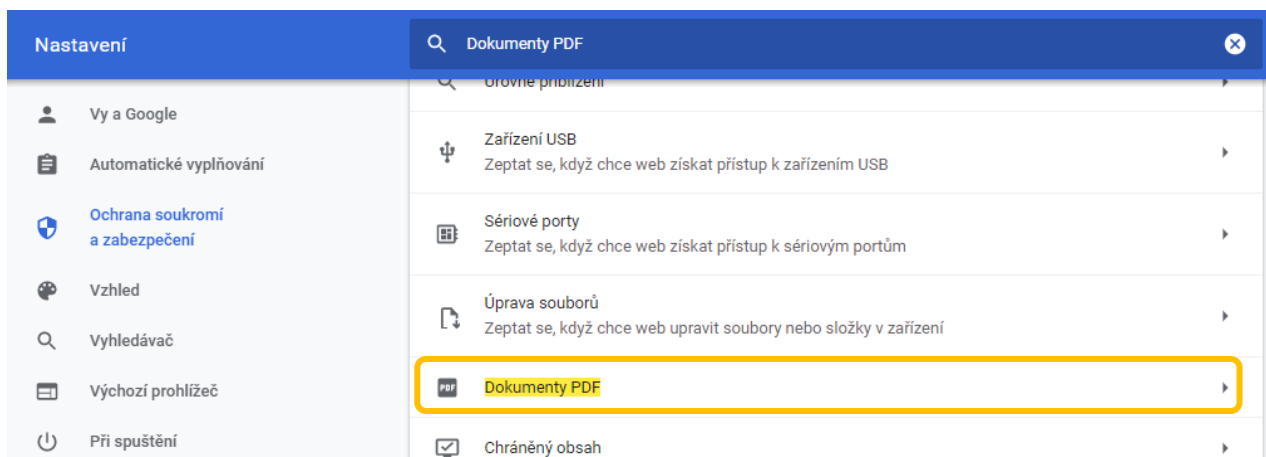 Nastavení
Dokumenty PDF
Vy a Google
Automatické vyplňování
Ochrana soukromí
a zabezpečení
Vzhled
Vyhledávač
Výchozí prohlížeč
Při spuštění
Úrovně přiblížení
Zařízení USB
Zeptat se, když chce web získat přístup k zařízením USB
Sériové porty
Zeptat se, když chce web získat přístup k sériovým portům
Úprava souborů
Zeptat se, když chce web upravit soubory nebo složky v zařízení
PDF
Dokumenty PDF
Chráněný obsah